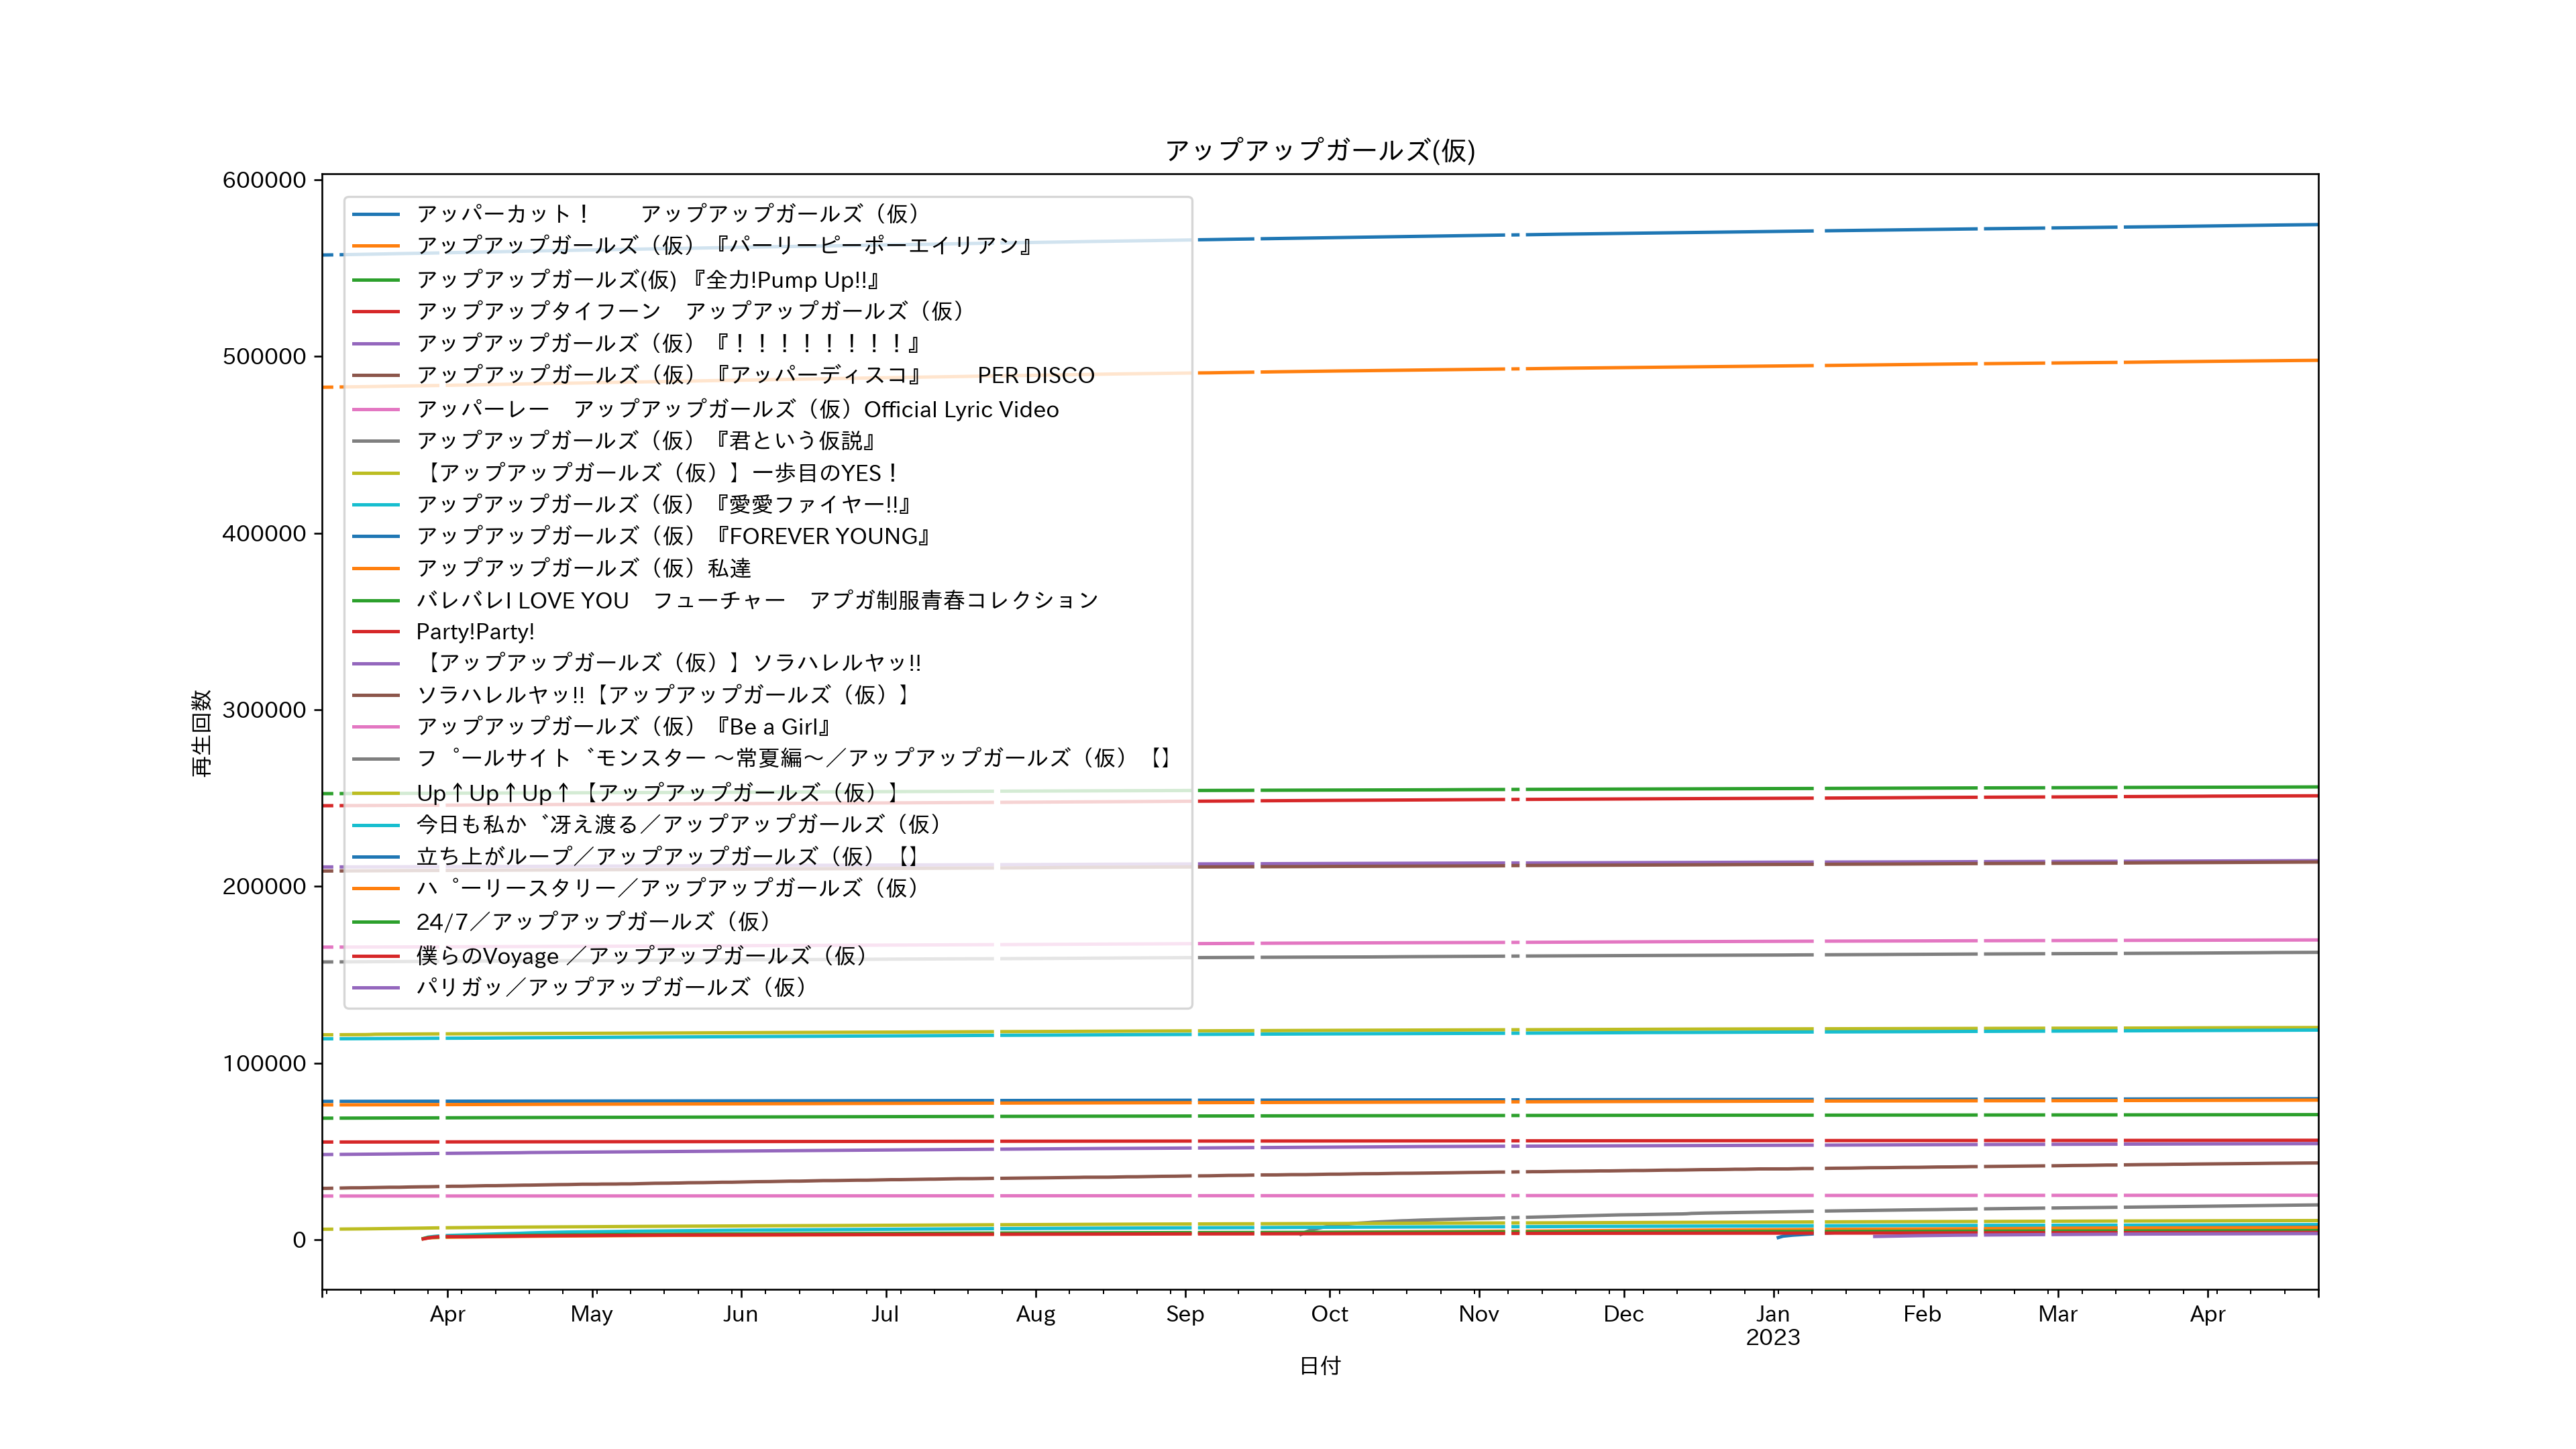 アップアップガールズ(仮)
600000
500000
400000
300000
200000
100000
0
再生回数
アッパーカット！　　アップアップガールズ（仮）
アップアップガールズ（仮）『パーリーピーポーエイリアン』
アップアップガールズ(仮) 『全力!Pump Up!!』
アップアップタイフーン　アップアップガールズ（仮）
アップアップガールズ（仮）『！！！！！！！！』
アップアップガールズ（仮）『アッパーディスコ』　　PER DISCO
アッパーレー　アップアップガールズ（仮）Official Lyric Video
アップアップガールズ（仮）『君という仮説』
【アップアップガールズ（仮）】一歩目のYES！
アップアップガールズ（仮）『愛愛ファイヤー!!』
アップアップガールズ（仮）『FOREVER YOUNG』
アップアップガールズ（仮）私達
バレバレI LOVE YOU　フューチャー　アプガ制服青春コレクション
Party!Party!
【アップアップガールズ（仮）】ソラハレルヤッ!!
ソラハレルヤッ!!【アップアップガールズ（仮）】
アップアップガールズ（仮）『Be a Girl』
フ゜ールサイト゛モンスター 〜常夏編〜／アップアップガールズ（仮）【】
Up↑Up↑Up↑【アップアップガールズ（仮）】
今日も私か゛冴え渡る／アップアップガールズ（仮）
立ち上がループ／アップアップガールズ（仮）【】
ハ゜ーリースタリー／アップアップガールズ（仮）
24/7／アップアップガールズ（仮）
僕らのVoyage ／アップアップガールズ（仮）
パリガッ／アップアップガールズ（仮）
Apr May Jun Jul Aug Sep Oct Nov Dec Jan Feb Mar Apr
2023
日付